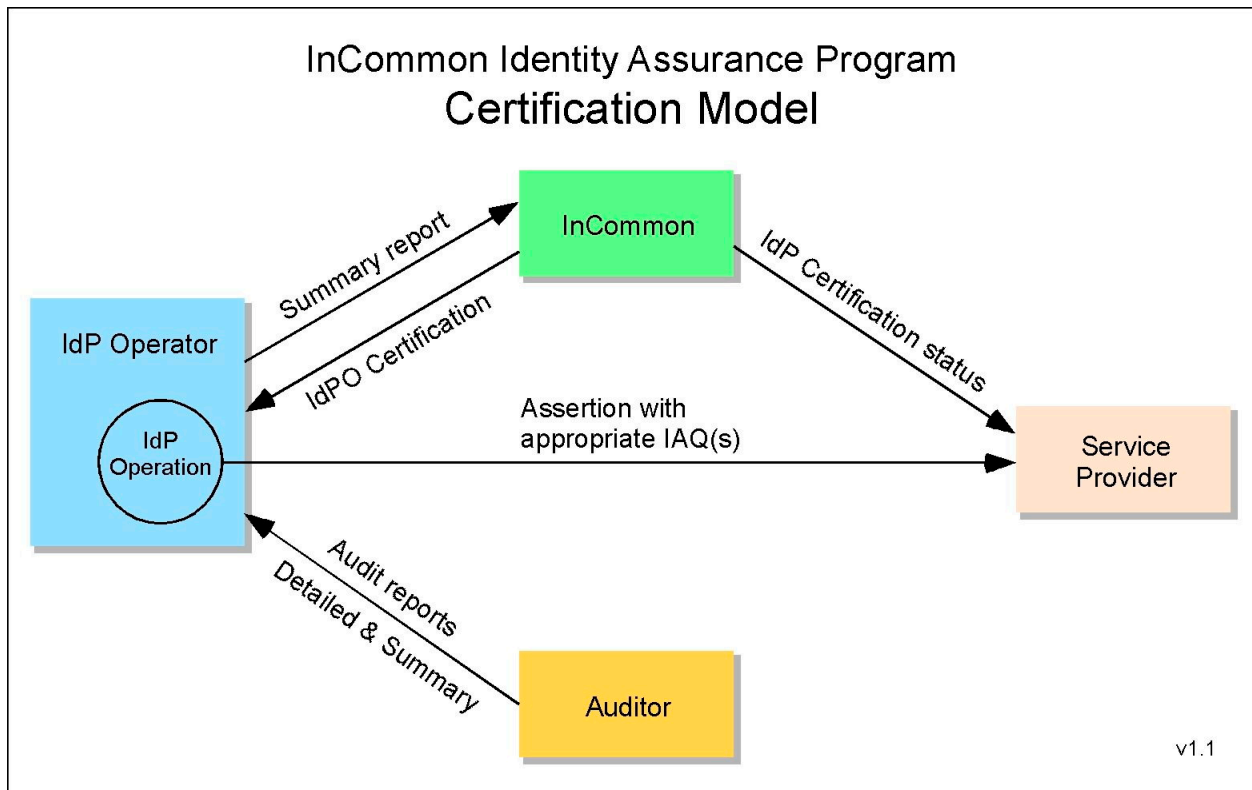 InCommon Identity Assurance Program
Certification Model
InCommon
Summary report
IdPO Certification
IdP Certification status
IdP Operator
IdP
Operation
Assertion with
appropriate IAQ(s)
Service
Provider
Audit reports
Detailed & Summary
Auditor
v1.1